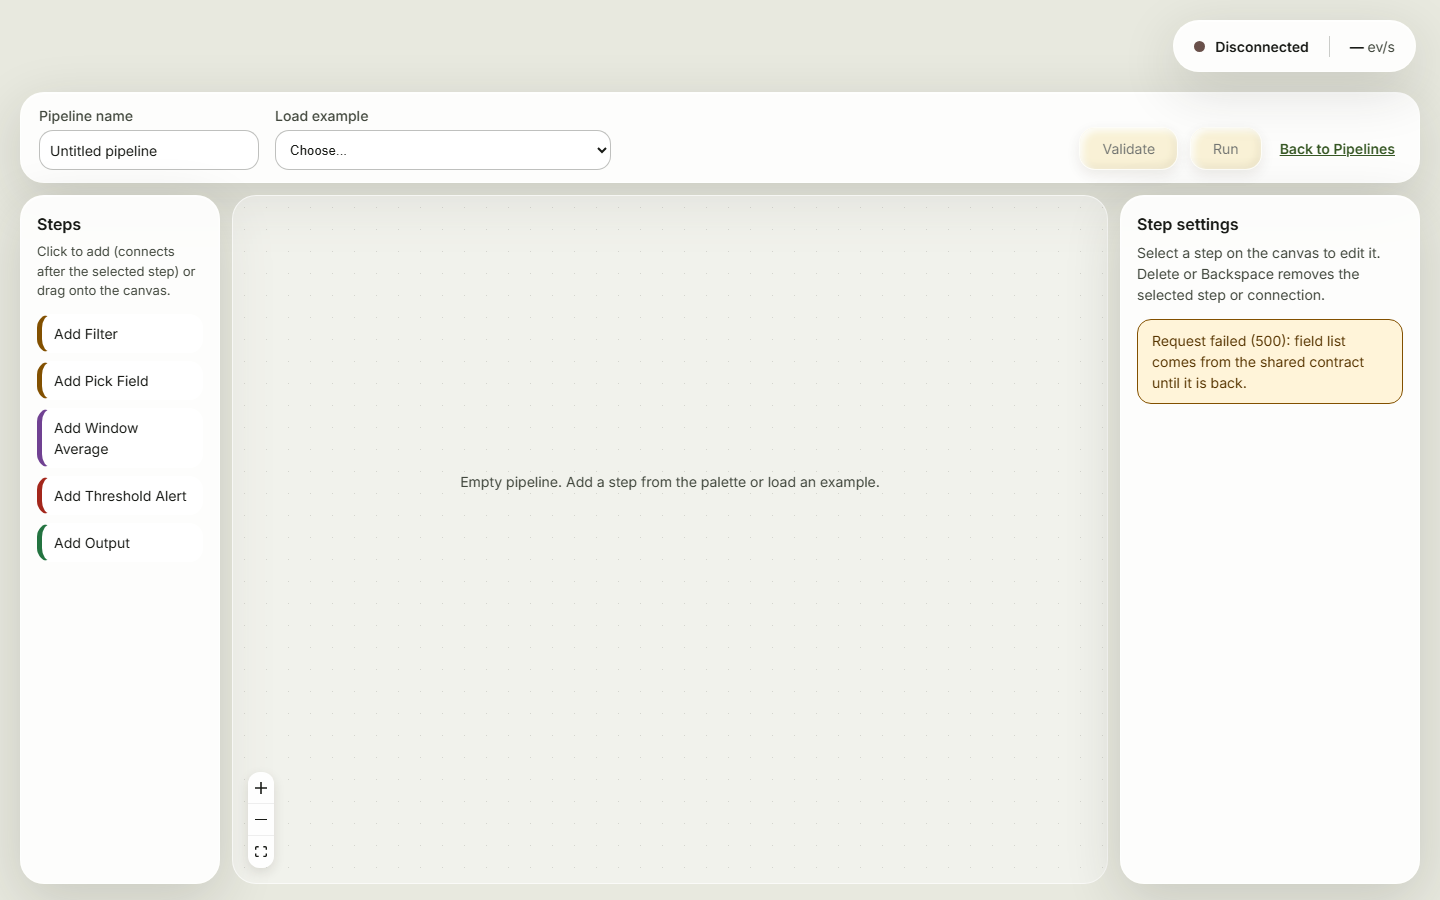 Disconnected
— ev/s
Pipeline name
Untitled pipeline
Load example
Choose...
Validate
Run
Back to Pipelines
Steps
Click to add (connects
after the selected step) or
drag onto the canvas.
Add Filter
Add Pick Field
Add Window
Average
Add Threshold Alert
Add Output
Empty pipeline. Add a step from the palette or load an example.
Step settings
Select a step on the canvas to edit it.
Delete or Backspace removes the
selected step or connection.
Request failed (500): field list
comes from the shared contract
until it is back.